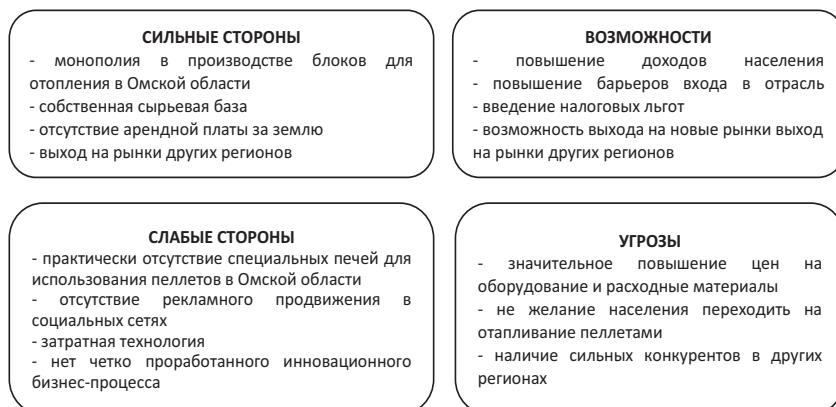 СИЛЬНЫЕ СТОРОНЫ
- монополия в производстве блоков для
отопления в Омской области
- собственная сырьевая база
- отсутствие арендной платы за землю
- выход на рынки других регионов
ВОЗМОЖНОСТИ
- повышение доходов населения
- повышение барьеров входа в отрасль
- введение налоговых льгот
- возможность выхода на новые рынки выход
на рынки других регионов
СЛАБЫЕ СТОРОНЫ
- практически отсутствие специальных печей для
использования пеллетов в Омской области
- отсутствие рекламного продвижения в
социальных сетях
- затратная технология
- нет четко проработанного инновационного
бизнес-процесса
УГРОЗЫ
- значительное повышение цен на
оборудование и расходные материалы
- не желание населения переходить на
отапливание пеллетами
- наличие сильных конкурентов в других
регионах